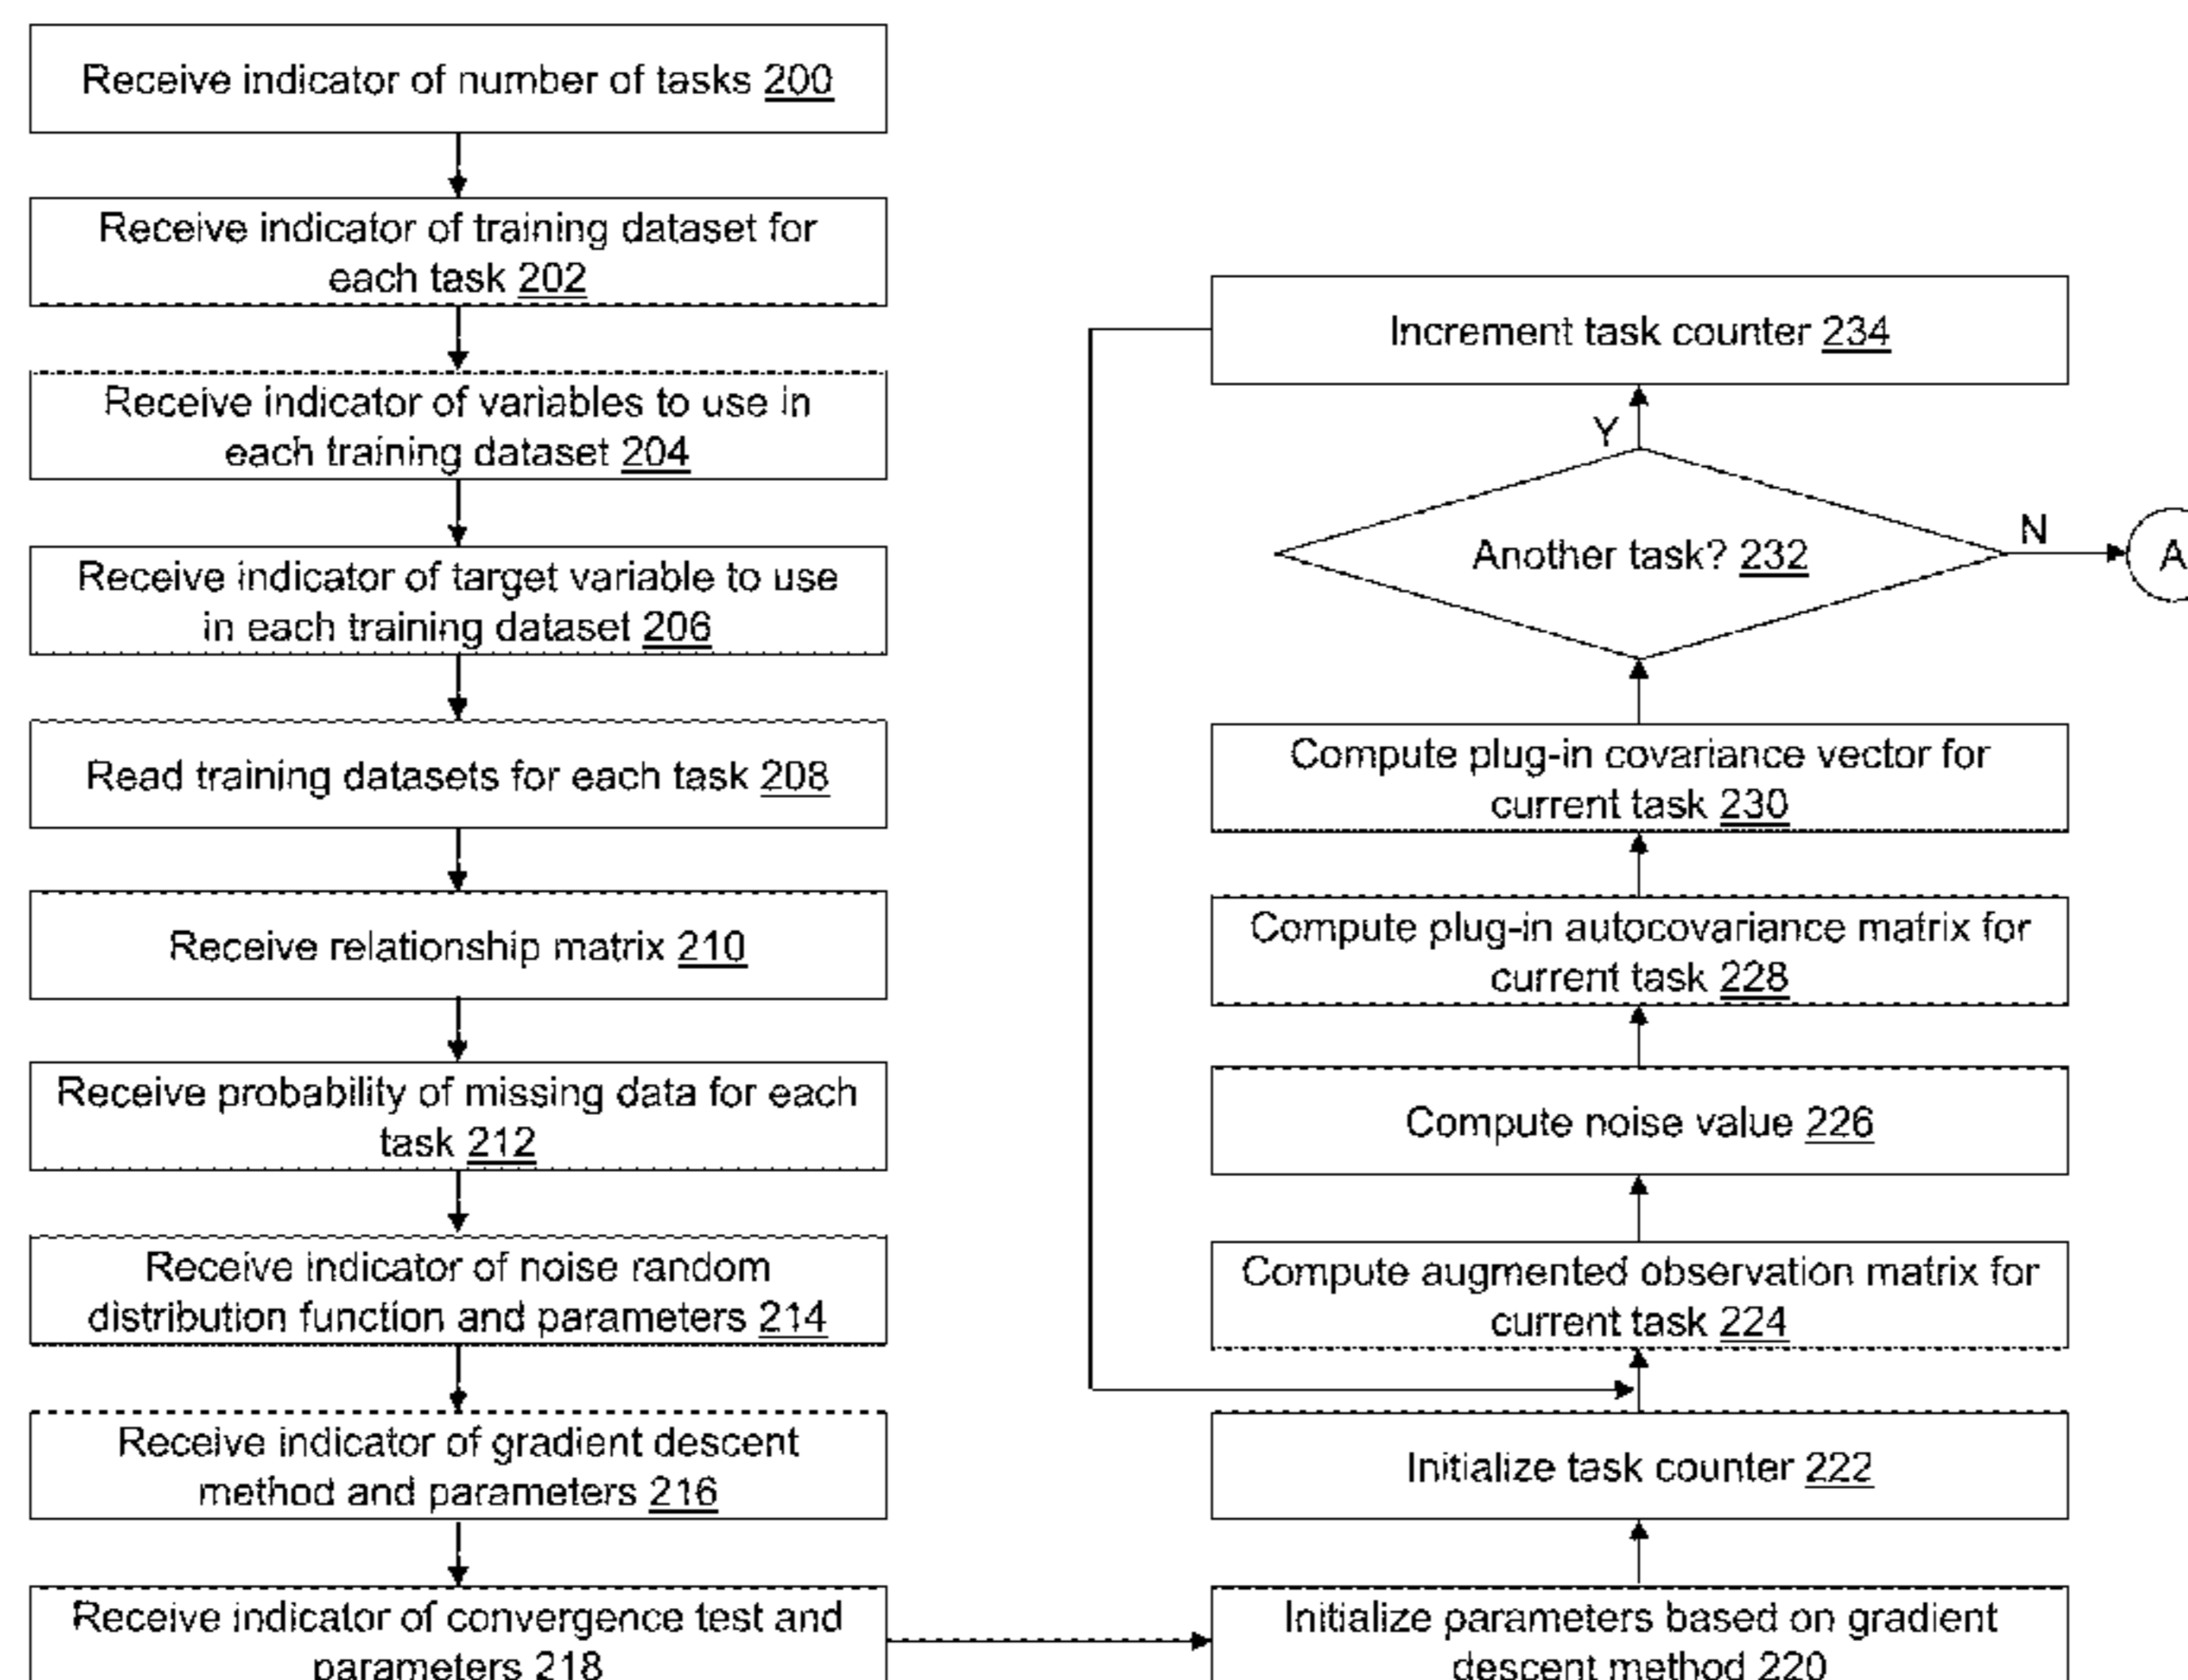 Receive indicator of number of tasks 200
Receive indicator of training dataset for
each task 202
Receive indicator of variables to use in
each training dataset 204
Receive indicator of target variable to use
in each training dataset 206
Read training datasets for each task 208
Receive relationship matrix 210
Receive probability of missing data for each
task 212
Receive indicator of noise random
distribution function and parameters 214
Receive indicator of gradient descent
method and parameters 216
Receive indicator of convergence test and
parameters 218
Initialize parameters based on gradient
descent method 220
Initialize task counter 222
Compute augmented observation matrix for
current task 224
Compute noise value 226
Compute plug-in autocovariance matrix for
current task 228
Compute plug-in covariance vector for
current task 230
Another task? 232
Y
N
A
Increment task counter 234